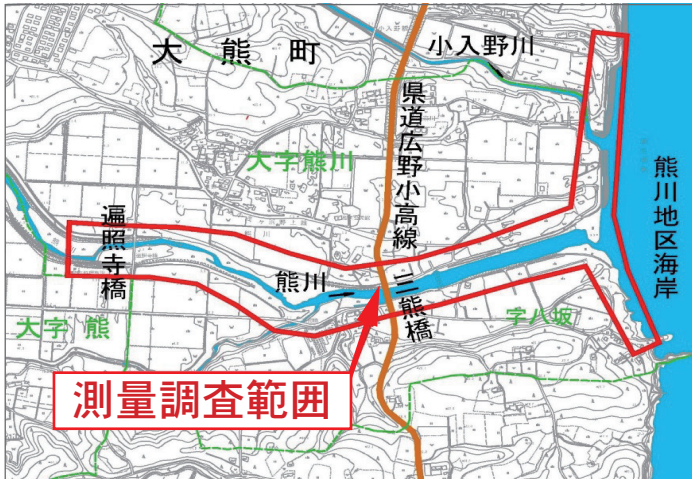 大熊町
小入野川
県道広野小高線
大字熊川
熊川地区海岸
遍照寺橋
熊川
三熊橋
大字熊
字八坂
測量調査範囲